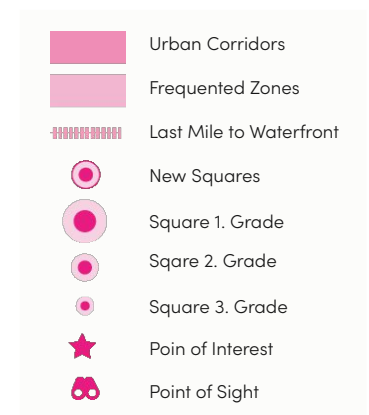 Urban Corridors
Frequented Zones
Last Mile to Waterfront
New Squares
Square 1. Grade
Sqare 2. Grade
Square 3. Grade
Poin of Interest
Point of Sight